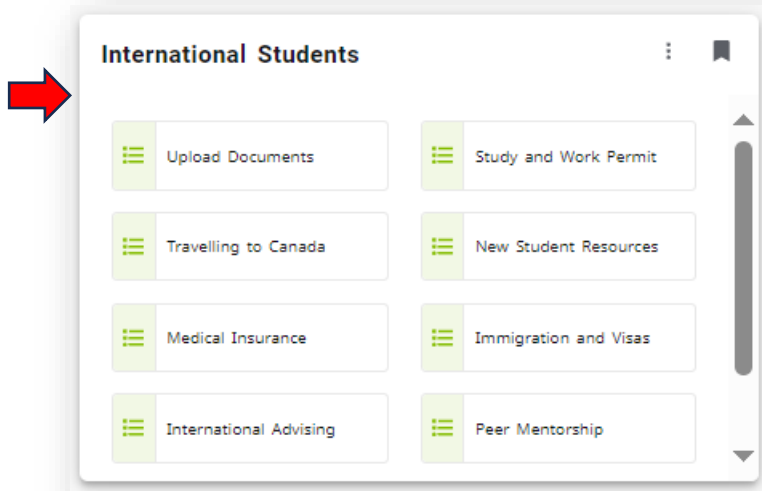 International Students
Upload Documents
Study and Work Permit
Travelling to Canada
New Student Resources
Medical Insurance
Immigration and Visas
International Advising
Peer Mentorship